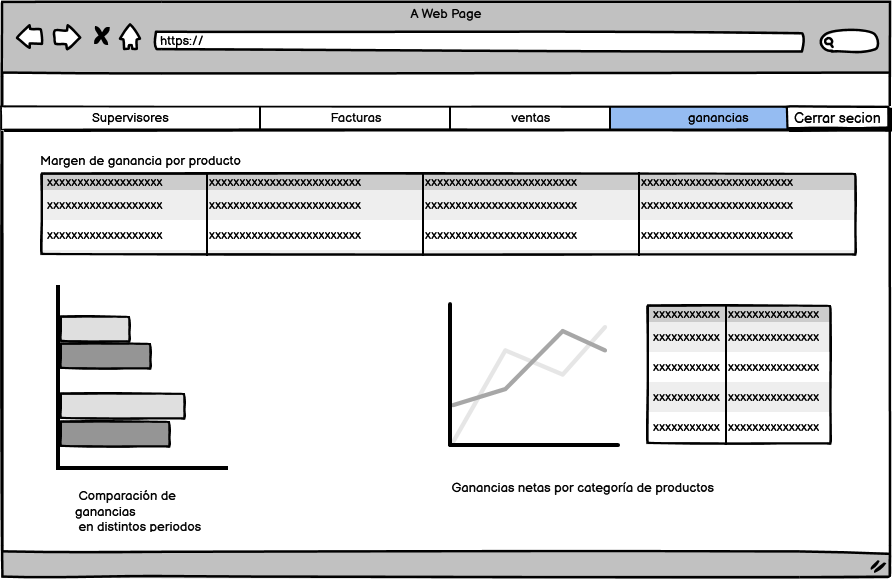 A Web Page
https://
Supervisores Facturas ventas ganancias Cerrar secion
Margen de ganancia por producto
xxxxxxxxxxxxxxxxxxx xxxxxxxxxxxxxxxxxxxxxxxxx xxxxxxxxxxxxxxxxxxxxxxxxx xxxxxxxxxxxxxxxxxxxxxxxxx
xxxxxxxxxxxxxxxxxxx xxxxxxxxxxxxxxxxxxxxxxxxx xxxxxxxxxxxxxxxxxxxxxxxxx xxxxxxxxxxxxxxxxxxxxxxxxx
xxxxxxxxxxxxxxxxxxx xxxxxxxxxxxxxxxxxxxxxxxxx xxxxxxxxxxxxxxxxxxxxxxxxx xxxxxxxxxxxxxxxxxxxxxxxxx
xxxxxxxxxxx xxxxxxxxxxxxxxx
xxxxxxxxxxx xxxxxxxxxxxxxxx
xxxxxxxxxxx xxxxxxxxxxxxxxx
xxxxxxxxxxx xxxxxxxxxxxxxxx
xxxxxxxxxxx xxxxxxxxxxxxxxx
Comparación de
ganancias
en distintos periodos
Ganancias netas por categoría de productos